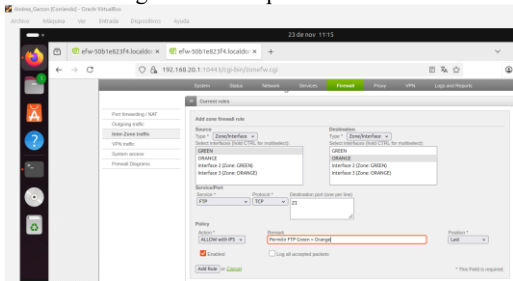 Andres_Garzon [Corriendo] - Oracle VirtualBox
Archivo Máquina Ver Entrada Dispositivos Ayuda
23 de nov 11:15
efw-50b1e823f4.localdo
efw-50b1e823f4.localdo
192.168.20.1:10443/cgi-bin/zonefw.cgi
System Status Network Services Firewall Proxy VPN Logs and Reports
Current rules
Port forwarding / NAT
Outgoing traffic
Inter-Zone traffic
VPN traffic
System access
Firewall Diagrams
Add zone firewall rule
Source Destination
Type * Zone/Interface Type * Zone/Interface
Select interfaces (hold CTRL for multiselect) Select interfaces (hold CTRL for multiselect)
GREEN GREEN
ORANGE ORANGE
Interface 2 (Zone: GREEN) Interface 2 (Zone: GREEN)
Interface 3 (Zone: ORANGE) Interface 3 (Zone: ORANGE)
Service/Port
Service * Protocol * Destination port (one per line)
FTP TCP 21
Policy
Action * Remark Position *
ALLOW with IPS Permite FTP Green > Orange Last
Enabled Log all accepted packets
Add Rule or Cancel * This Field is required.